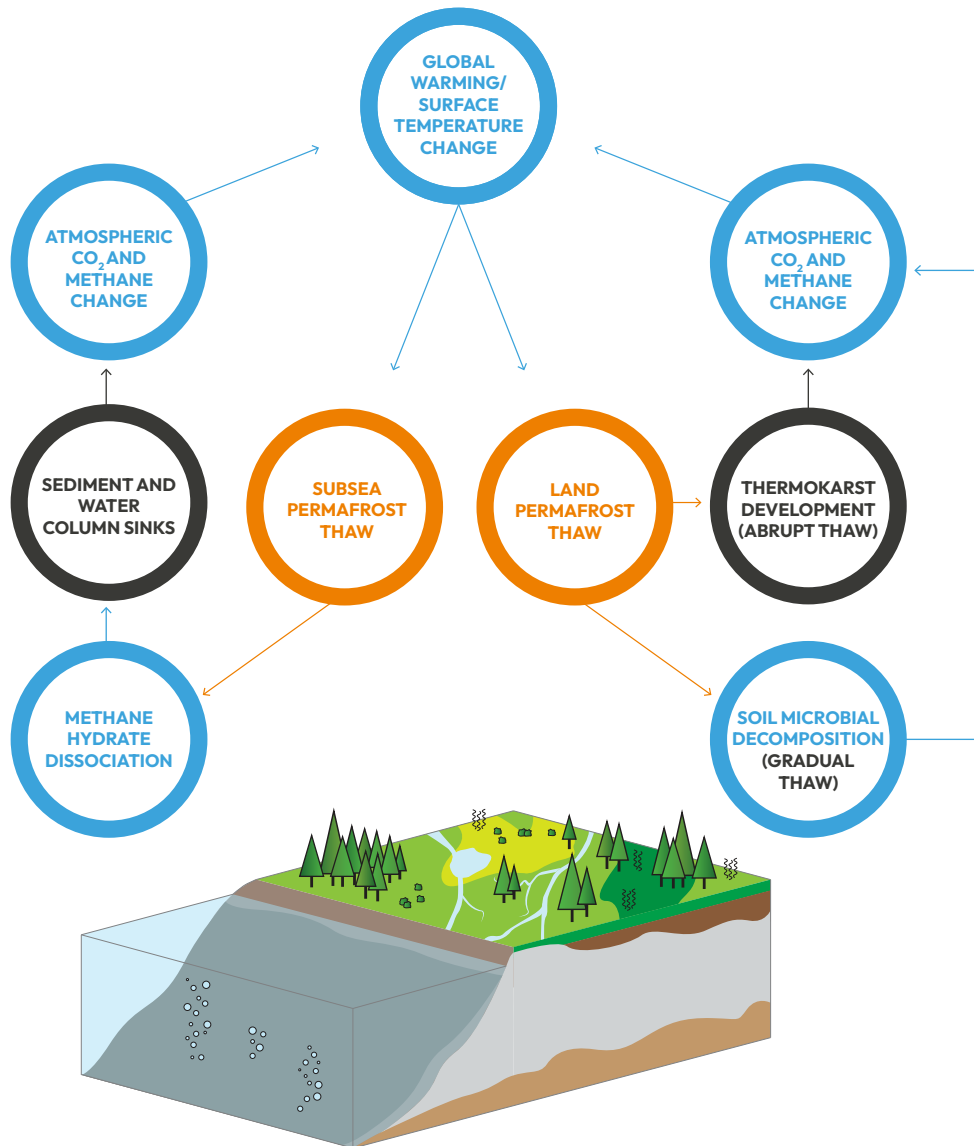 GLOBAL
WARMING/
SURFACE
TEMPERATURE
CHANGE
ATMOSPHERIC
CO₂ AND
METHANE
CHANGE
ATMOSPHERIC
CO₂ AND
METHANE
CHANGE
SEDIMENT AND
WATER
COLUMN SINKS
SUBSEA
PERMAFROST
THAW
LAND
PERMAFROST
THAW
THERMOKARST
DEVELOPMENT
(ABRUPT THAW)
METHANE
HYDRATE
DISSOCIATION
SOIL MICROBIAL
DECOMPOSITION
(GRADUAL
THAW)